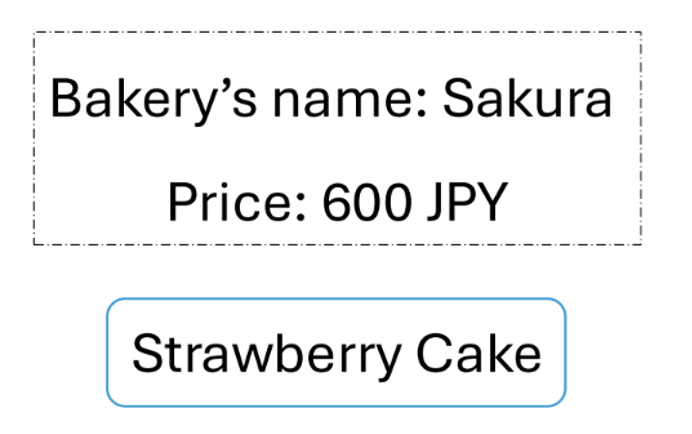 Bakery’s name: Sakura
Price: 600 JPY
Strawberry Cake